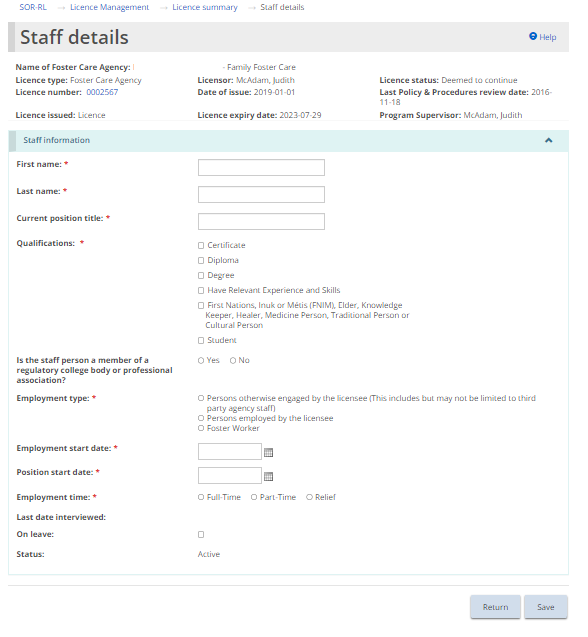 SOR-RL → Licence Management → Licence summary → Staff details
Staff details
Help
Name of Foster Care Agency: - Family Foster Care
Licence type: Foster Care Agency Licensor: McAdam, Judith Licence status: Deemed to continue
Licence number: 0002567 Date of issue: 2019-01-01 Last Policy & Procedures review date: 2016-
11-18
Licence issued: Licence Licence expiry date: 2023-07-29 Program Supervisor: McAdam, Judith
Staff information
First name: *
Last name: *
Current position title: *
Qualifications: *
Certificate
Diploma
Degree
Have Relevant Experience and Skills
First Nations, Inuk or Métis (FNIM), Elder, Knowledge
Keeper, Healer, Medicine Person, Traditional Person or
Cultural Person
Student
Is the staff person a member of a
regulatory college body or professional
association?
Yes No
Employment type: *
Persons otherwise engaged by the licensee (This includes but may not be limited to third
party agency staff)
Persons employed by the licensee
Foster Worker
Employment start date: *
Position start date: *
Employment time: * Full-Time Part-Time Relief
Last date interviewed:
On leave:
Status: Active
Return Save